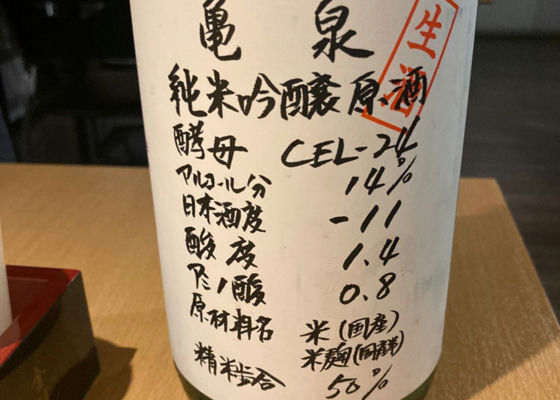 亀泉
生酒
純米吟醸原酒
酵母 CEL-24
アルコール分 14%
日本酒度 -11
酸度 1.4
アミノ酸 0.8
原材料名 米(国産)
米麹(国産)
精米歩合 50%